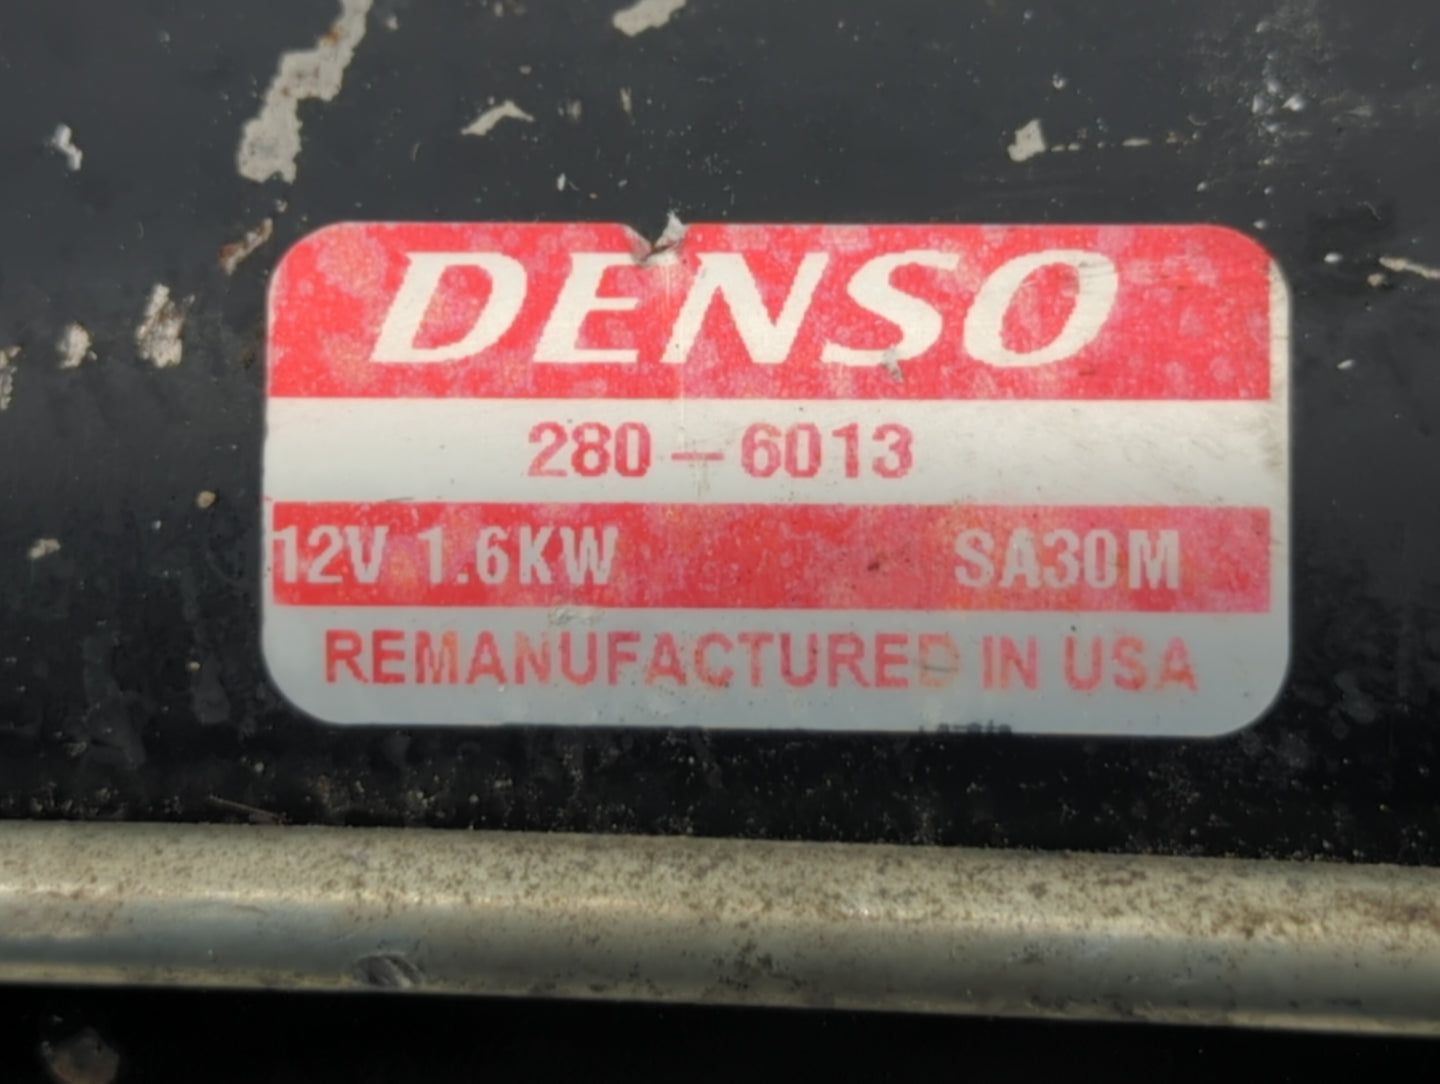 DENSO
280-6013
12V 1.6KW SA30M
REMANUFACTURED IN USA